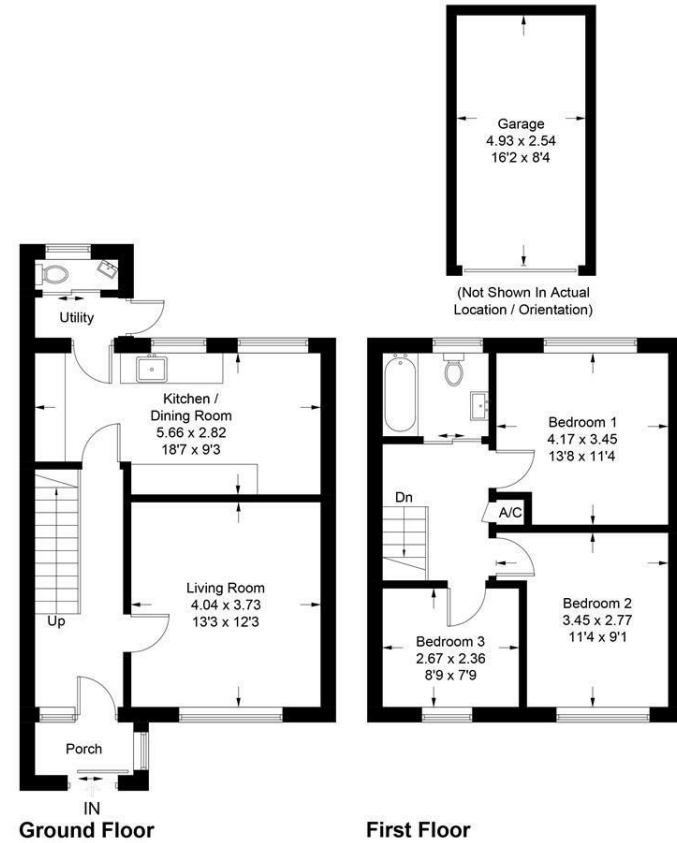 Garage
4.93 x 2.54
16'2 x 8'4
(Not Shown In Actual
Location / Orientation)
Utility
Kitchen /
Dining Room
5.66 x 2.82
18'7 x 9'3
Living Room
4.04 x 3.73
13'3 x 12'3
Up
Porch
IN
Ground Floor
Bedroom 1
4.17 x 3.45
13'8 x 11'4
Dn
A/C
Bedroom 2
3.45 x 2.77
11'4 x 9'1
Bedroom 3
2.67 x 2.36
8'9 x 7'9
First Floor